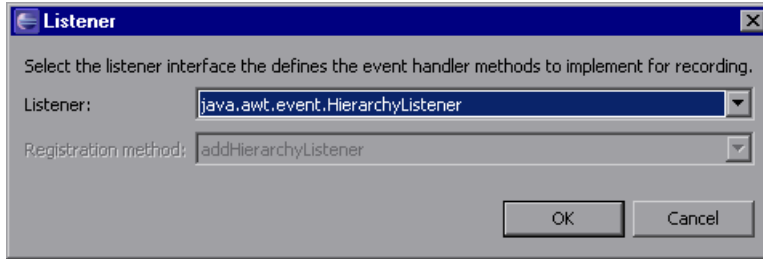 Listener
Select the listener interface the defines the event handler methods to implement for recording.
Listener: java.awt.event.HierarchyListener
Registration method: addHierarchyListener
OK Cancel